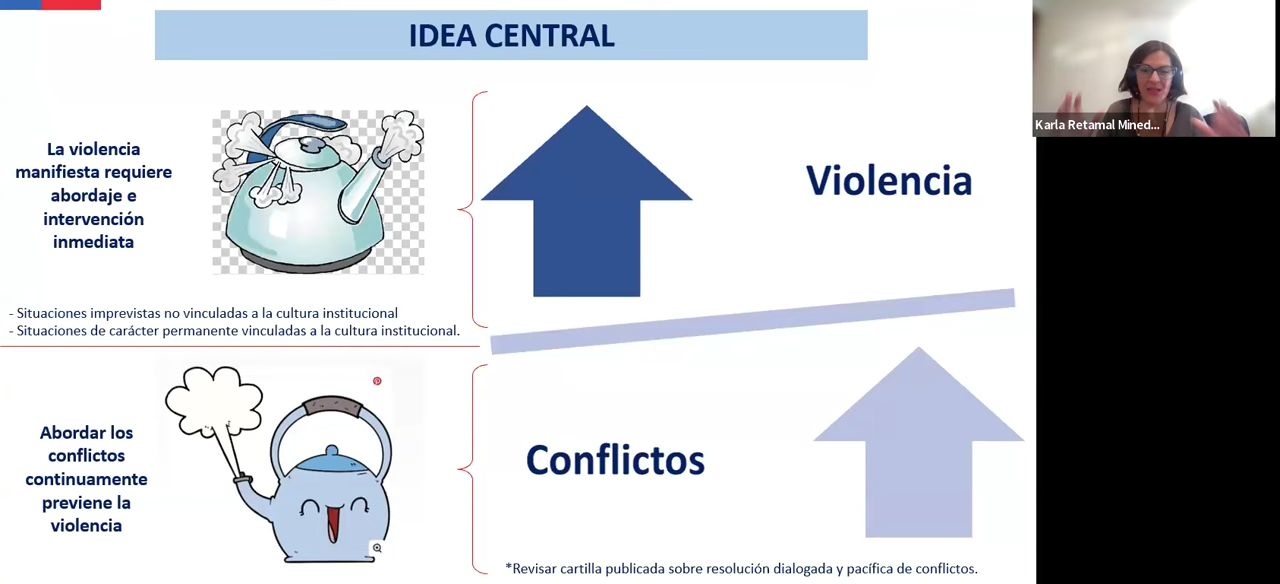 IDEA CENTRAL
La violencia
manifiesta requiere
abordaje e
intervención
inmediata
Violencia
- Situaciones imprevistas no vinculadas a la cultura institucional
- Situaciones de carácter permanente vinculadas a la cultura institucional.
Abordar los
conflictos
continuamente
previene la
violencia
Conflictos
*Revisar cartilla publicada sobre resolución dialogada y pacífica de conflictos.
Karla Retamal Mined...